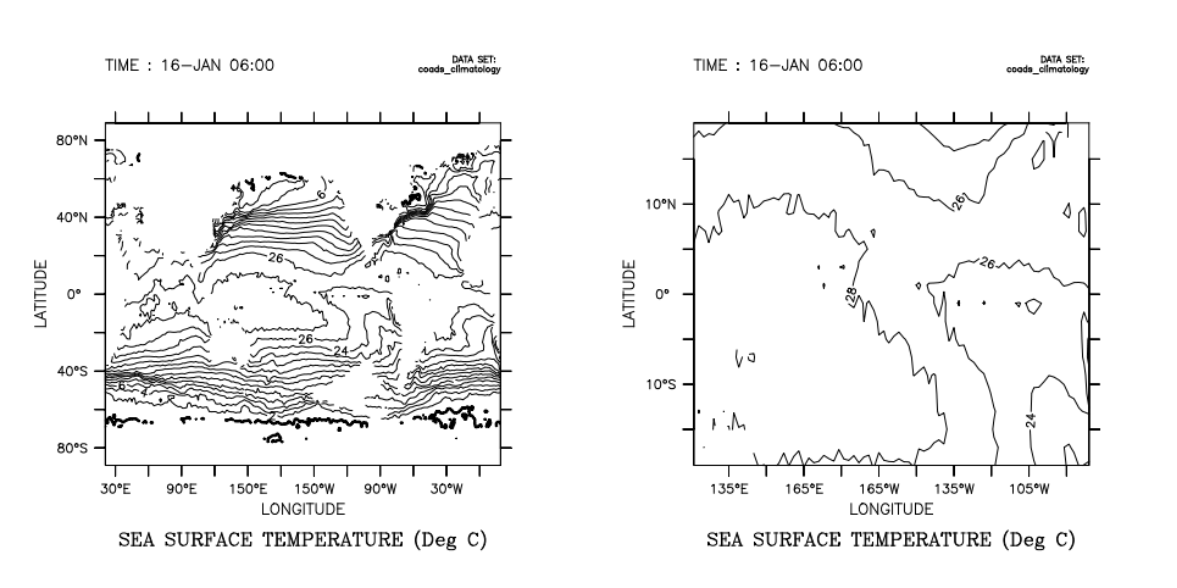 TIME : 16-JAN 06:00
DATA SET:
coads_climatology
80°N
40°N
0°
40°S
80°S
LATITUDE
6
26
26
24
6
4
30°E 90°E 150°E 150°W 90°W 30°W
LONGITUDE
SEA SURFACE TEMPERATURE (Deg C)
TIME : 16-JAN 06:00
DATA SET:
coads_climatology
10°N
0°
10°S
LATITUDE
26
26
28
24
135°E 165°E 165°W 135°W 105°W
LONGITUDE
SEA SURFACE TEMPERATURE (Deg C)